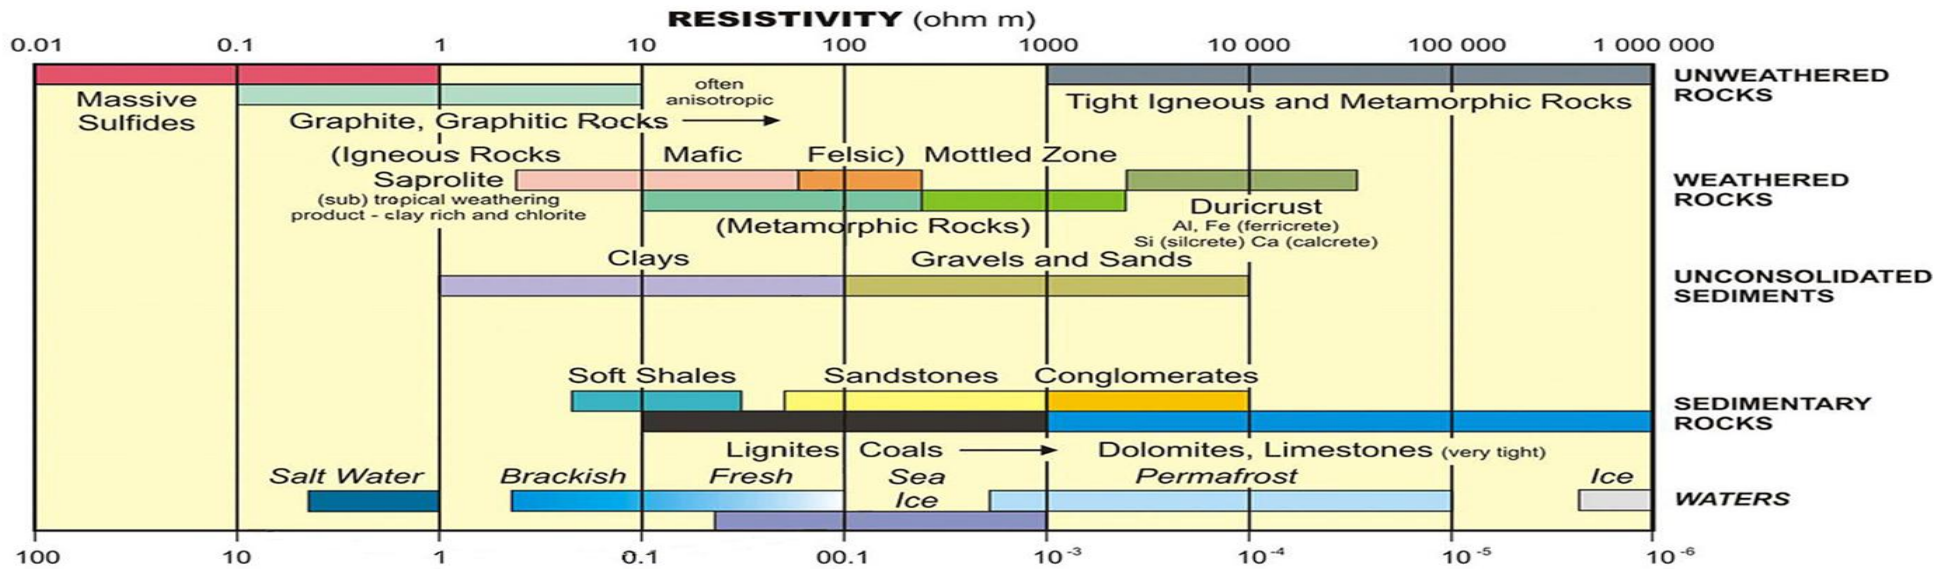 RESISTIVITY (ohm m)
0.01 0.1 1 10 100 1000 10 000 100 000 1 000 000
Massive
Sulfides
Graphite, Graphitic Rocks
often
anisotropic
Tight Igneous and Metamorphic Rocks
UNWEATHERED
ROCKS
(Igneous Rocks Mafic Felsic) Mottled Zone
Saprolite
(sub) tropical weathering
product - clay rich and chlorite
(Metamorphic Rocks)
Duricrust
Al, Fe (ferricrete)
Si (silcrete) Ca (calcrete)
WEATHERED
ROCKS
Clays Gravels and Sands
UNCONSOLIDATED
SEDIMENTS
Soft Shales Sandstones Conglomerates
SEDIMENTARY
ROCKS
Lignites Coals Dolomites, Limestones (very tight)
Salt Water Brackish Fresh Sea
Ice
Permafrost Ice
WATERS
100 10 1 0.1 00.1 10-3 10-4 10-5 10-6